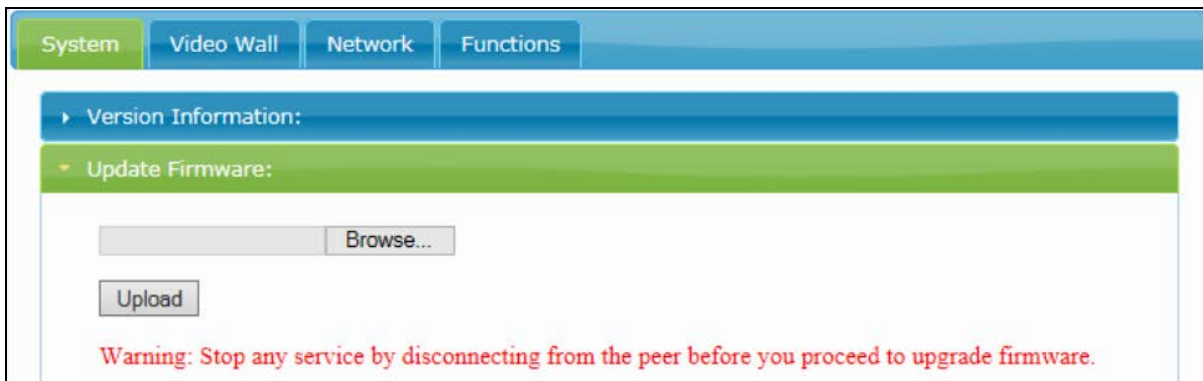 System Video Wall Network Functions
Version Information:
Update Firmware:
Browse...
Upload
Warning: Stop any service by disconnecting from the peer before you proceed to upgrade firmware.